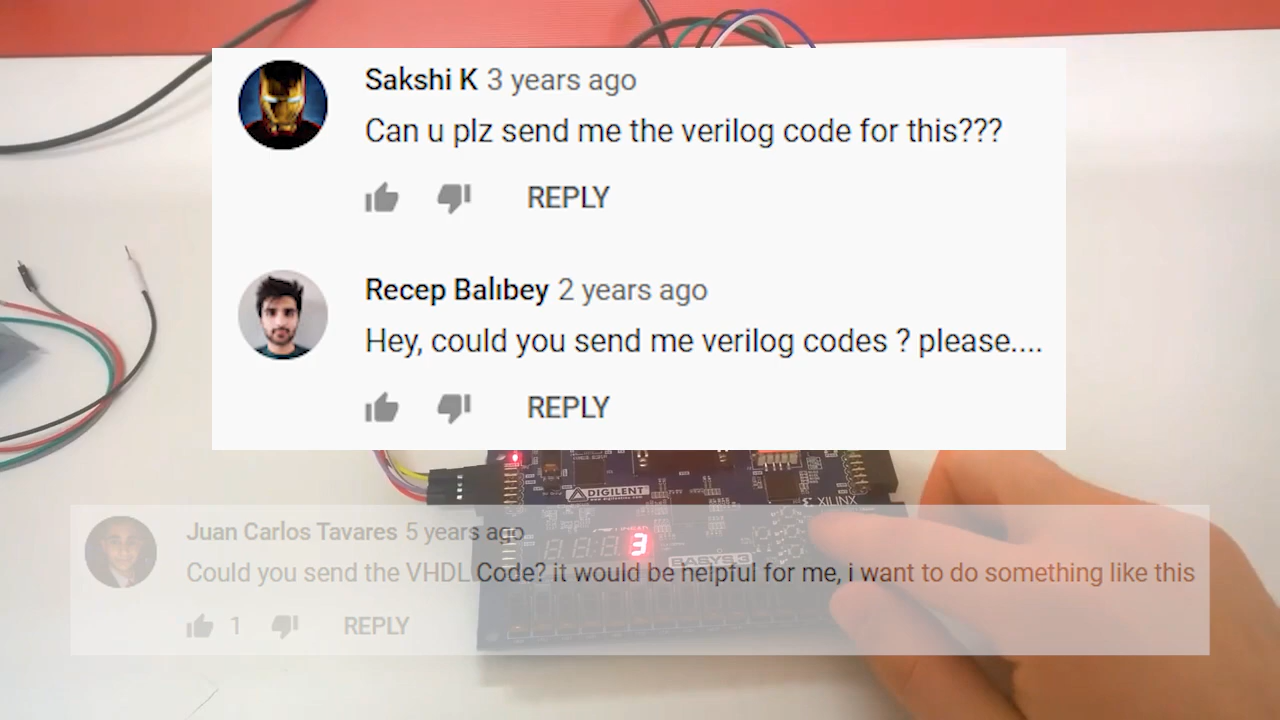 Sakshi K 3 years ago
Can u plz send me the verilog code for this???
REPLY
Recep Balıbey 2 years ago
Hey, could you send me verilog codes ? please....
REPLY
DIGILENT
XILINX
Juan Carlos Tavares 5 years ago
3
BASYS 3
Could you send the VHDL Code? it would be helpful for me, i want to do something like this
1 REPLY